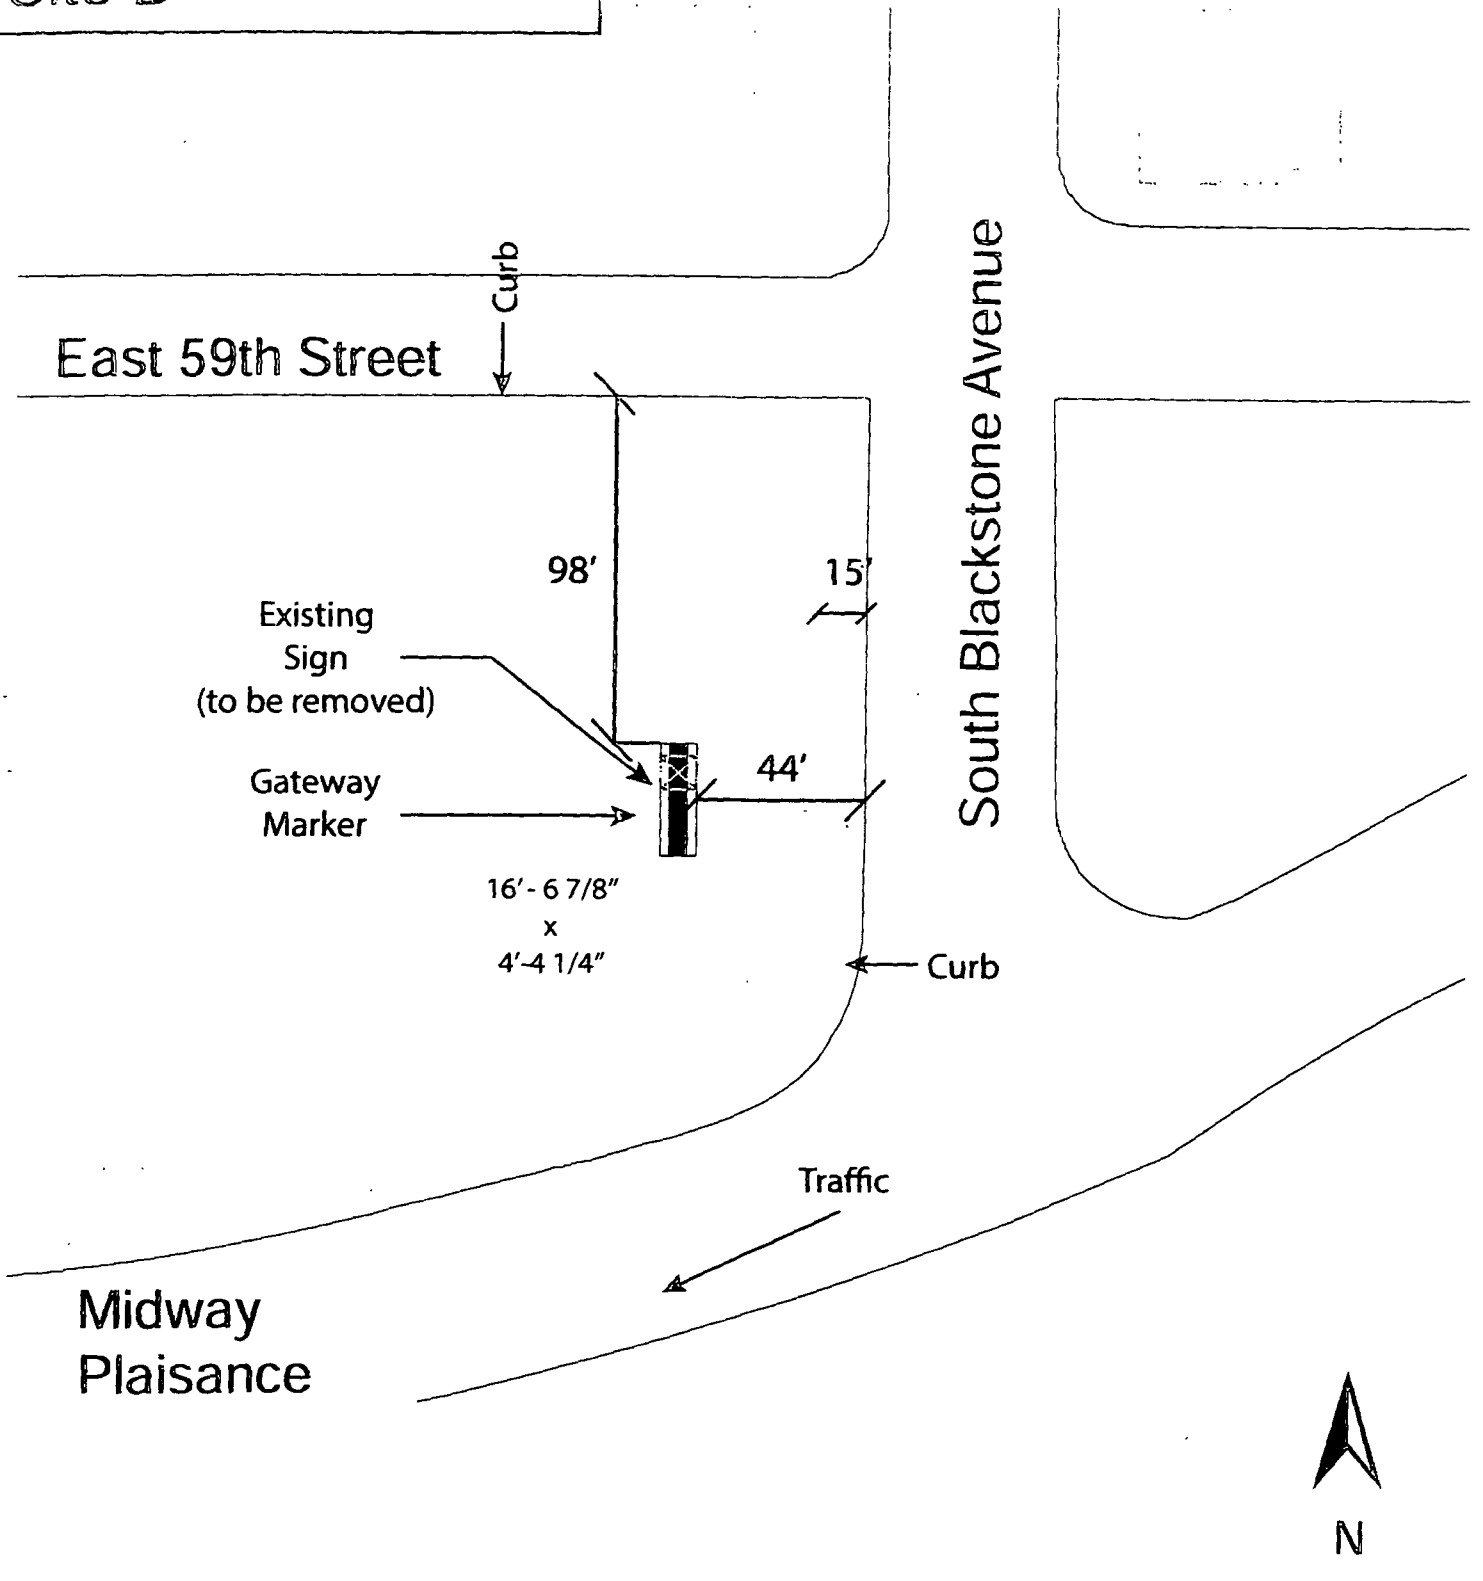 Curb
East 59th Street
South Blackstone Avenue
98’
15’
Existing
Sign
(to be removed)
44’
Gateway
Marker
16’- 6 7/8”
x
4’-4 1/4”
Curb
Traffic
Midway
Plaisance
N